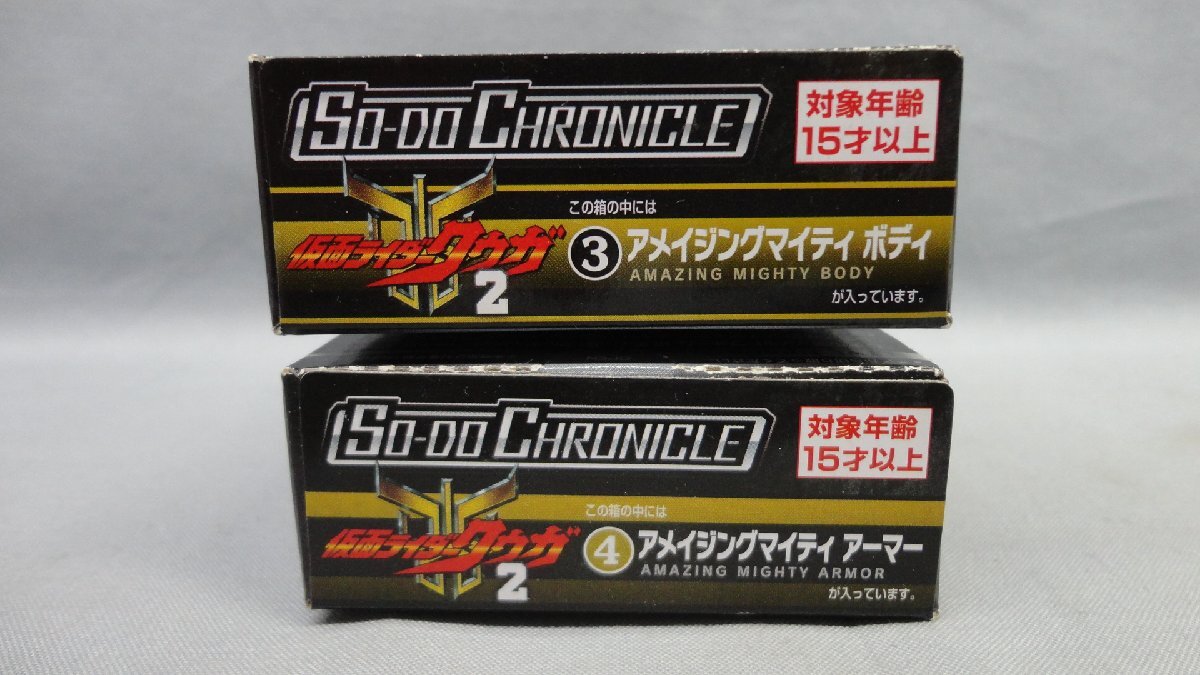 SO-DO CHRONICLE
対象年齢
15才以上
この箱の中には
仮面ライダークウガ
2
3 アメイジングマイティ ボディ
AMAZING MIGHTY BODY
が入っています。
SO-DO CHRONICLE
対象年齢
15才以上
この箱の中には
仮面ライダークウガ
2
4 アメイジングマイティ アーマー
AMAZING MIGHTY ARMOR
が入っています。